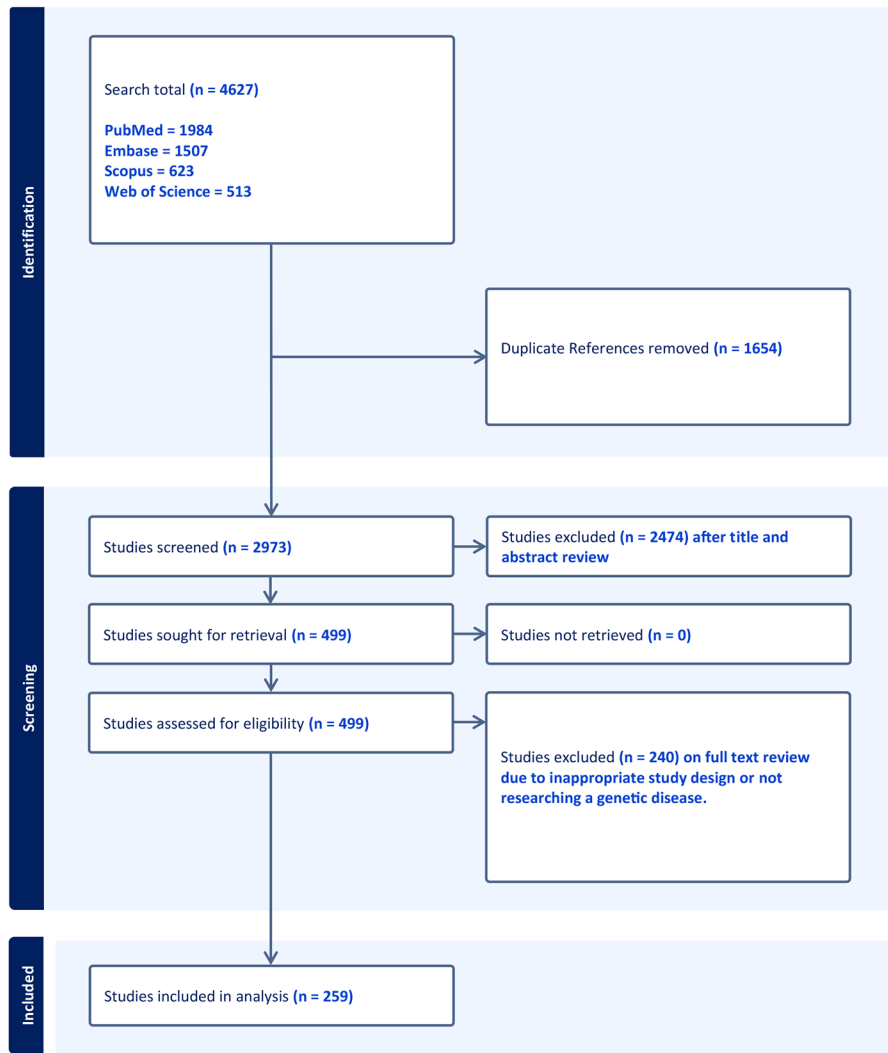 Identification
Search total (n = 4627)
PubMed = 1984
Embase = 1507
Scopus = 623
Web of Science = 513
Duplicate References removed (n = 1654)
Screening
Studies screened (n = 2973)
Studies excluded (n = 2474) after title and
abstract review
Studies sought for retrieval (n = 499)
Studies not retrieved (n = 0)
Studies assessed for eligibility (n = 499)
Studies excluded (n = 240) on full text review
due to inappropriate study design or not
researching a genetic disease.
Included
Studies included in analysis (n = 259)